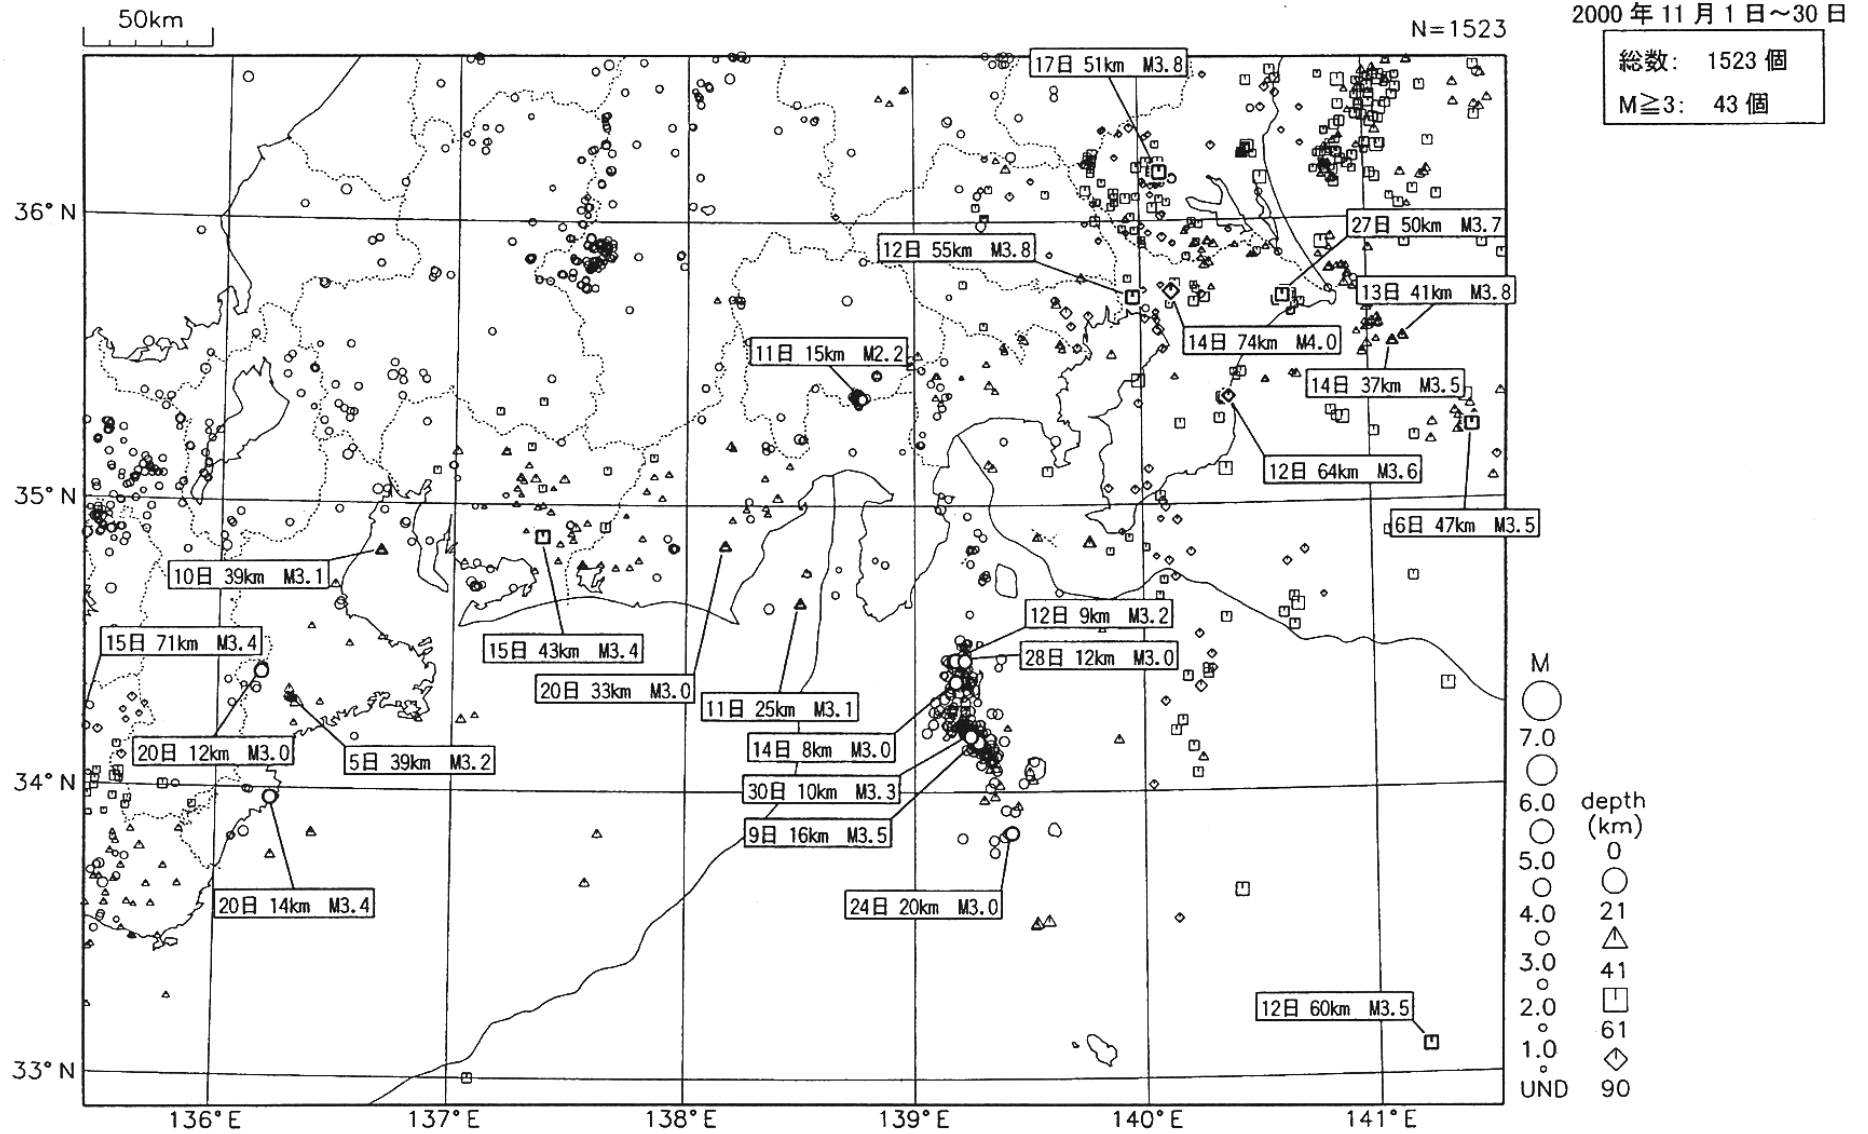 50km
N=1523
2000 年 11 月 1 日～30 日
総数: 1523 個
M≧3: 43 個
17日 51km M3.8
36° N
27日 50km M3.7
12日 55km M3.8
13日 41km M3.8
14日 74km M4.0
11日 15km M2.2
14日 37km M3.5
12日 64km M3.6
35° N
6日 47km M3.5
10日 39km M3.1
12日 9km M3.2
15日 71km M3.4
15日 43km M3.4
28日 12km M3.0
20日 33km M3.0
11日 25km M3.1
14日 8km M3.0
20日 12km M3.0
5日 39km M3.2
34° N
30日 10km M3.3
9日 16km M3.5
20日 14km M3.4
24日 20km M3.0
12日 60km M3.5
33° N
136°E
137°E
138°E
139°E
140°E
141°E
M
7.0
6.0
5.0
4.0
3.0
2.0
1.0
UND
depth
(km)
0
21
41
61
90